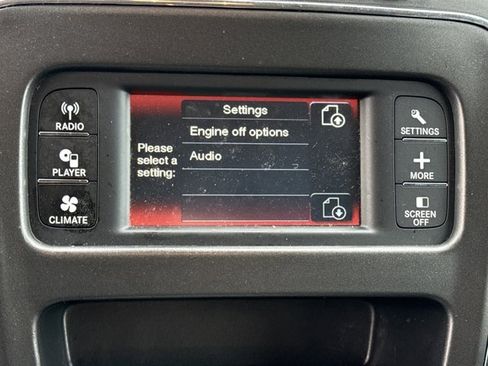 RADIO
PLAYER
CLIMATE
Settings
Engine off options
Audio
Please
select a
setting:
SETTINGS
MORE
SCREEN
OFF